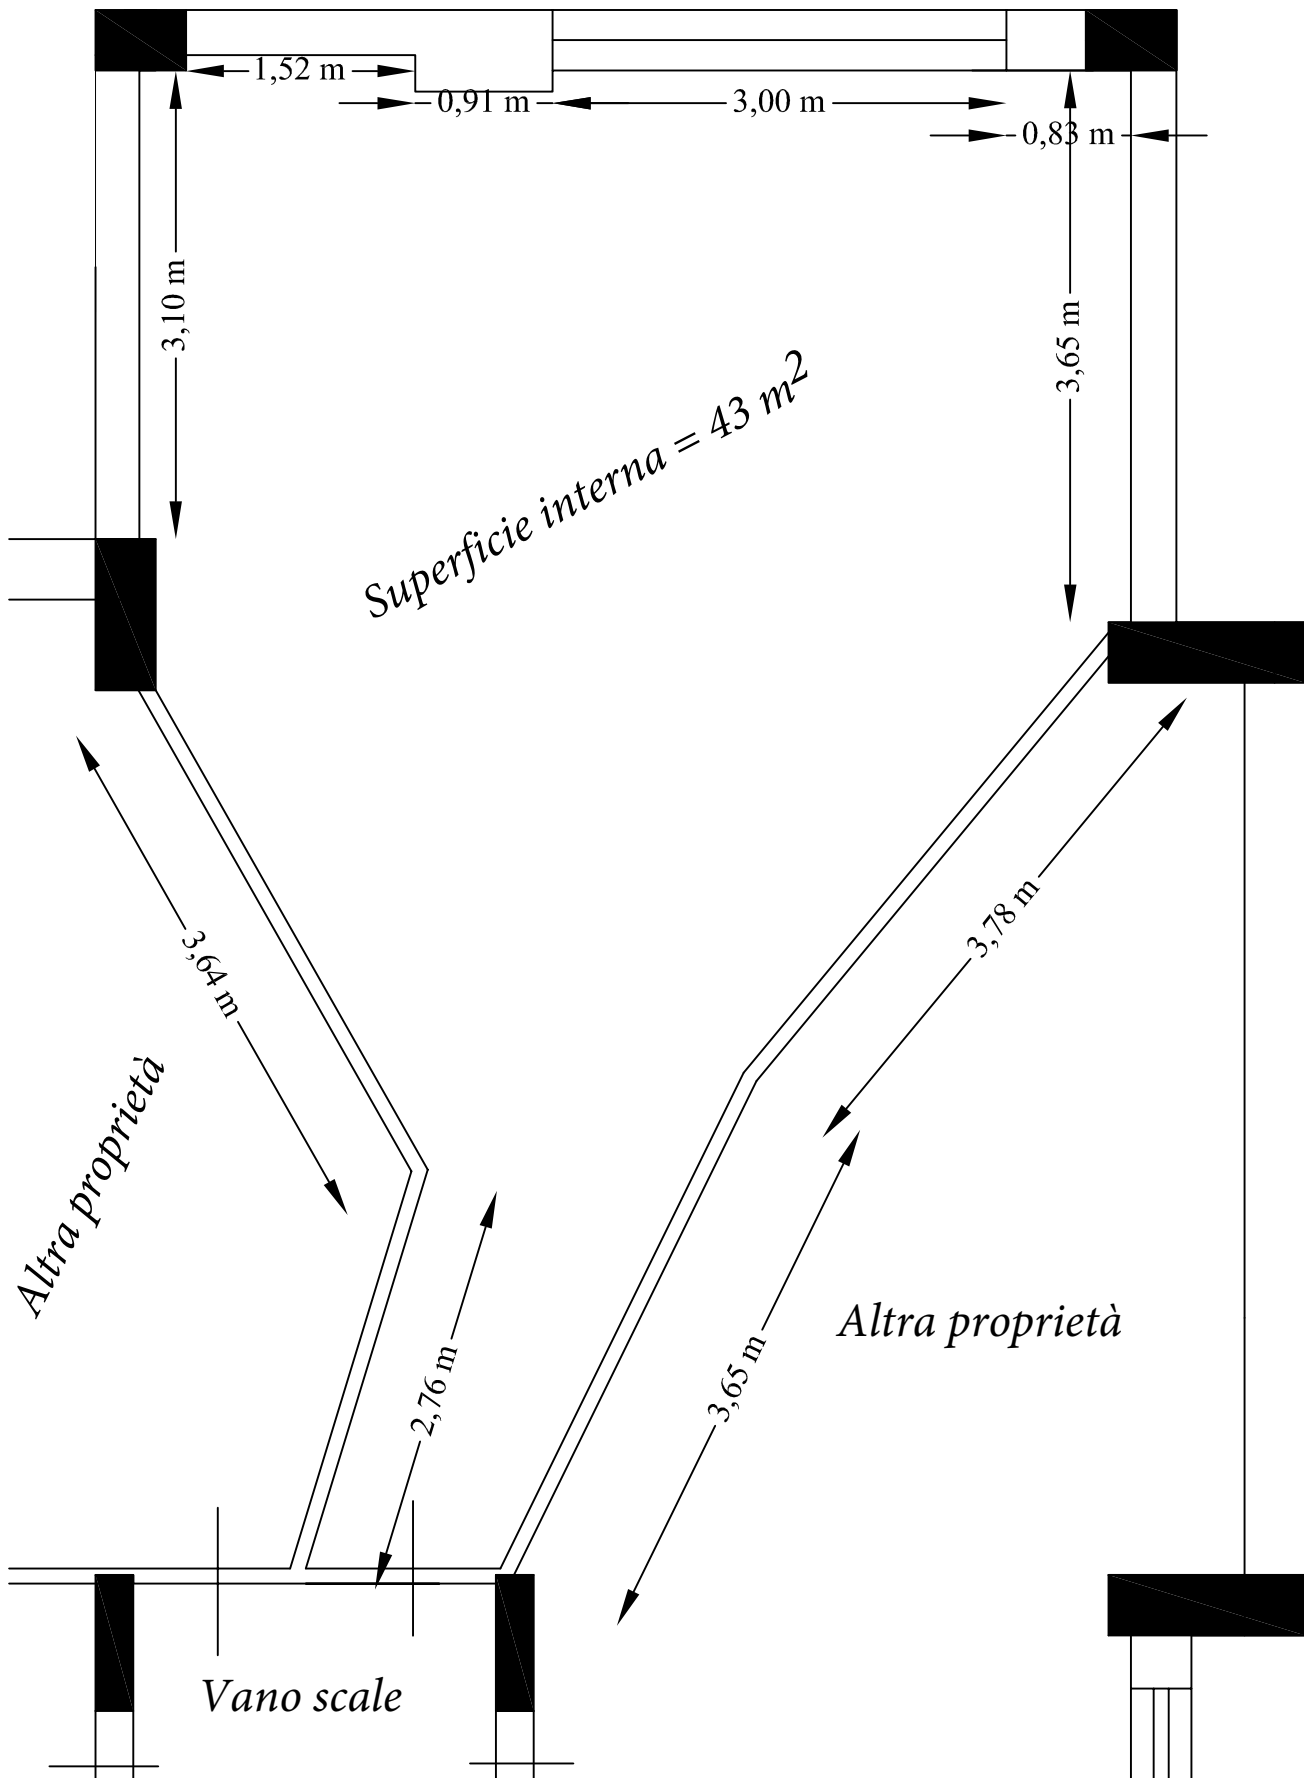 1,52 m
0,91 m
3,00 m
0,83 m
3,10 m
3,65 m
Superficie interna = 43 m²
3,64 m
3,78 m
Altra proprietà
2,76 m
3,65 m
Altra proprietà
Vano scale